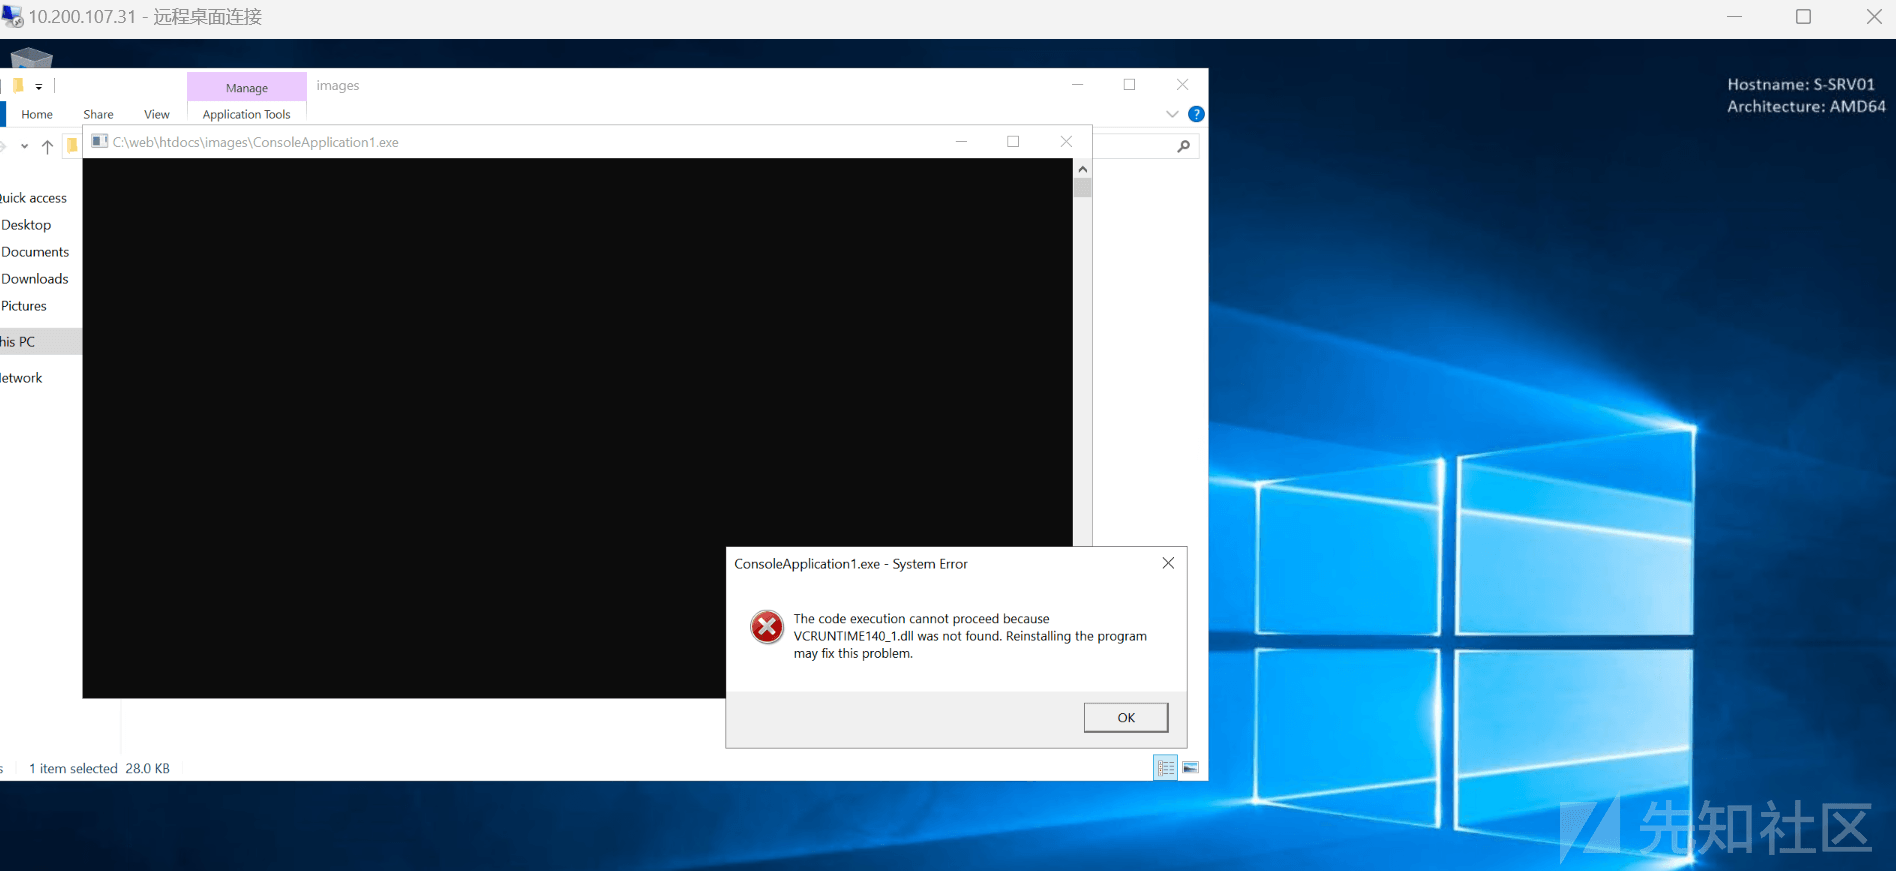 10.200.107.31 - 远程桌面连接
Hostname: S-SRV01
Architecture: AMD64
Manage
images
Home
Share
View
Application Tools
C:\web\htdocs\images\ConsoleApplication1.exe
uick access
Desktop
Documents
Downloads
Pictures
his PC
etwork
ConsoleApplication1.exe - System Error
The code execution cannot proceed because
VCRUNTIME140_1.dll was not found. Reinstalling the program
may fix this problem.
OK
s
1 item selected 28.0 KB
先知社区